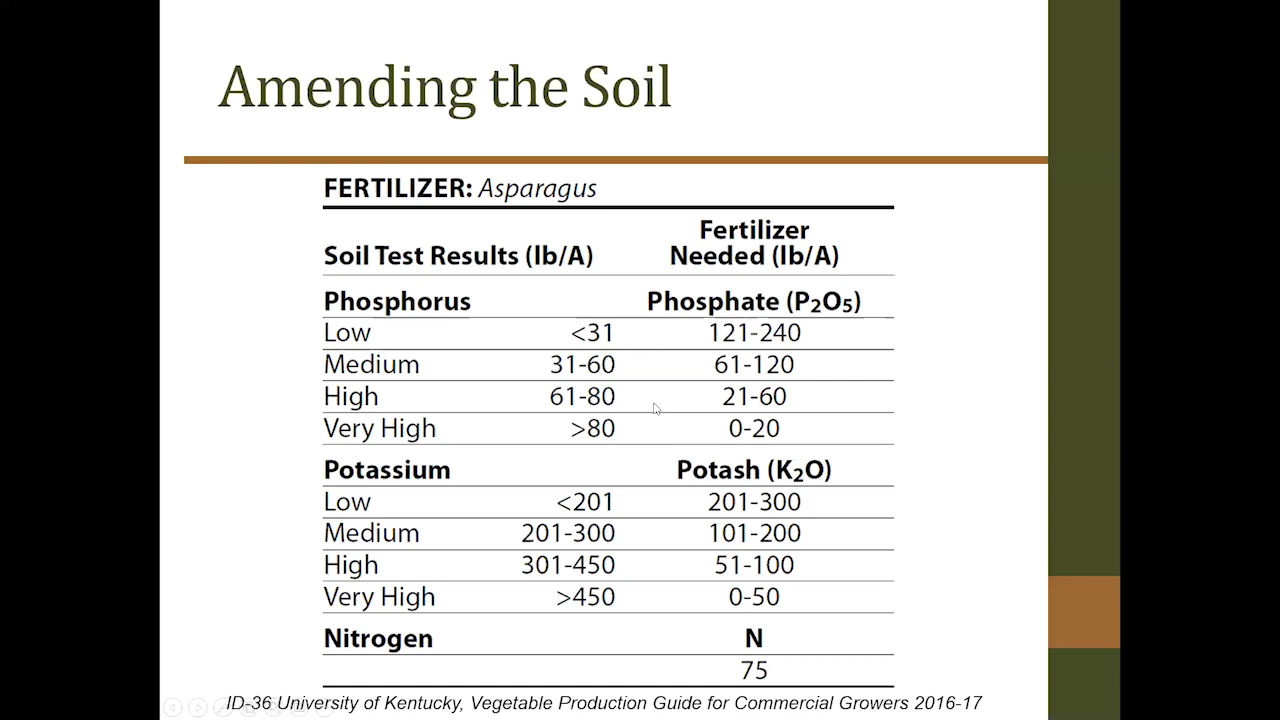 Amending the Soil
FERTILIZER: Asparagus
Soil Test Results (lb/A) Fertilizer Needed (lb/A)
Phosphorus Phosphate (P₂O₅)
Low <31 121-240
Medium 31-60 61-120
High 61-80 21-60
Very High >80 0-20
Potassium Potash (K₂O)
Low <201 201-300
Medium 201-300 101-200
High 301-450 51-100
Very High >450 0-50
Nitrogen N
75
ID-36 University of Kentucky, Vegetable Production Guide for Commercial Growers 2016-17